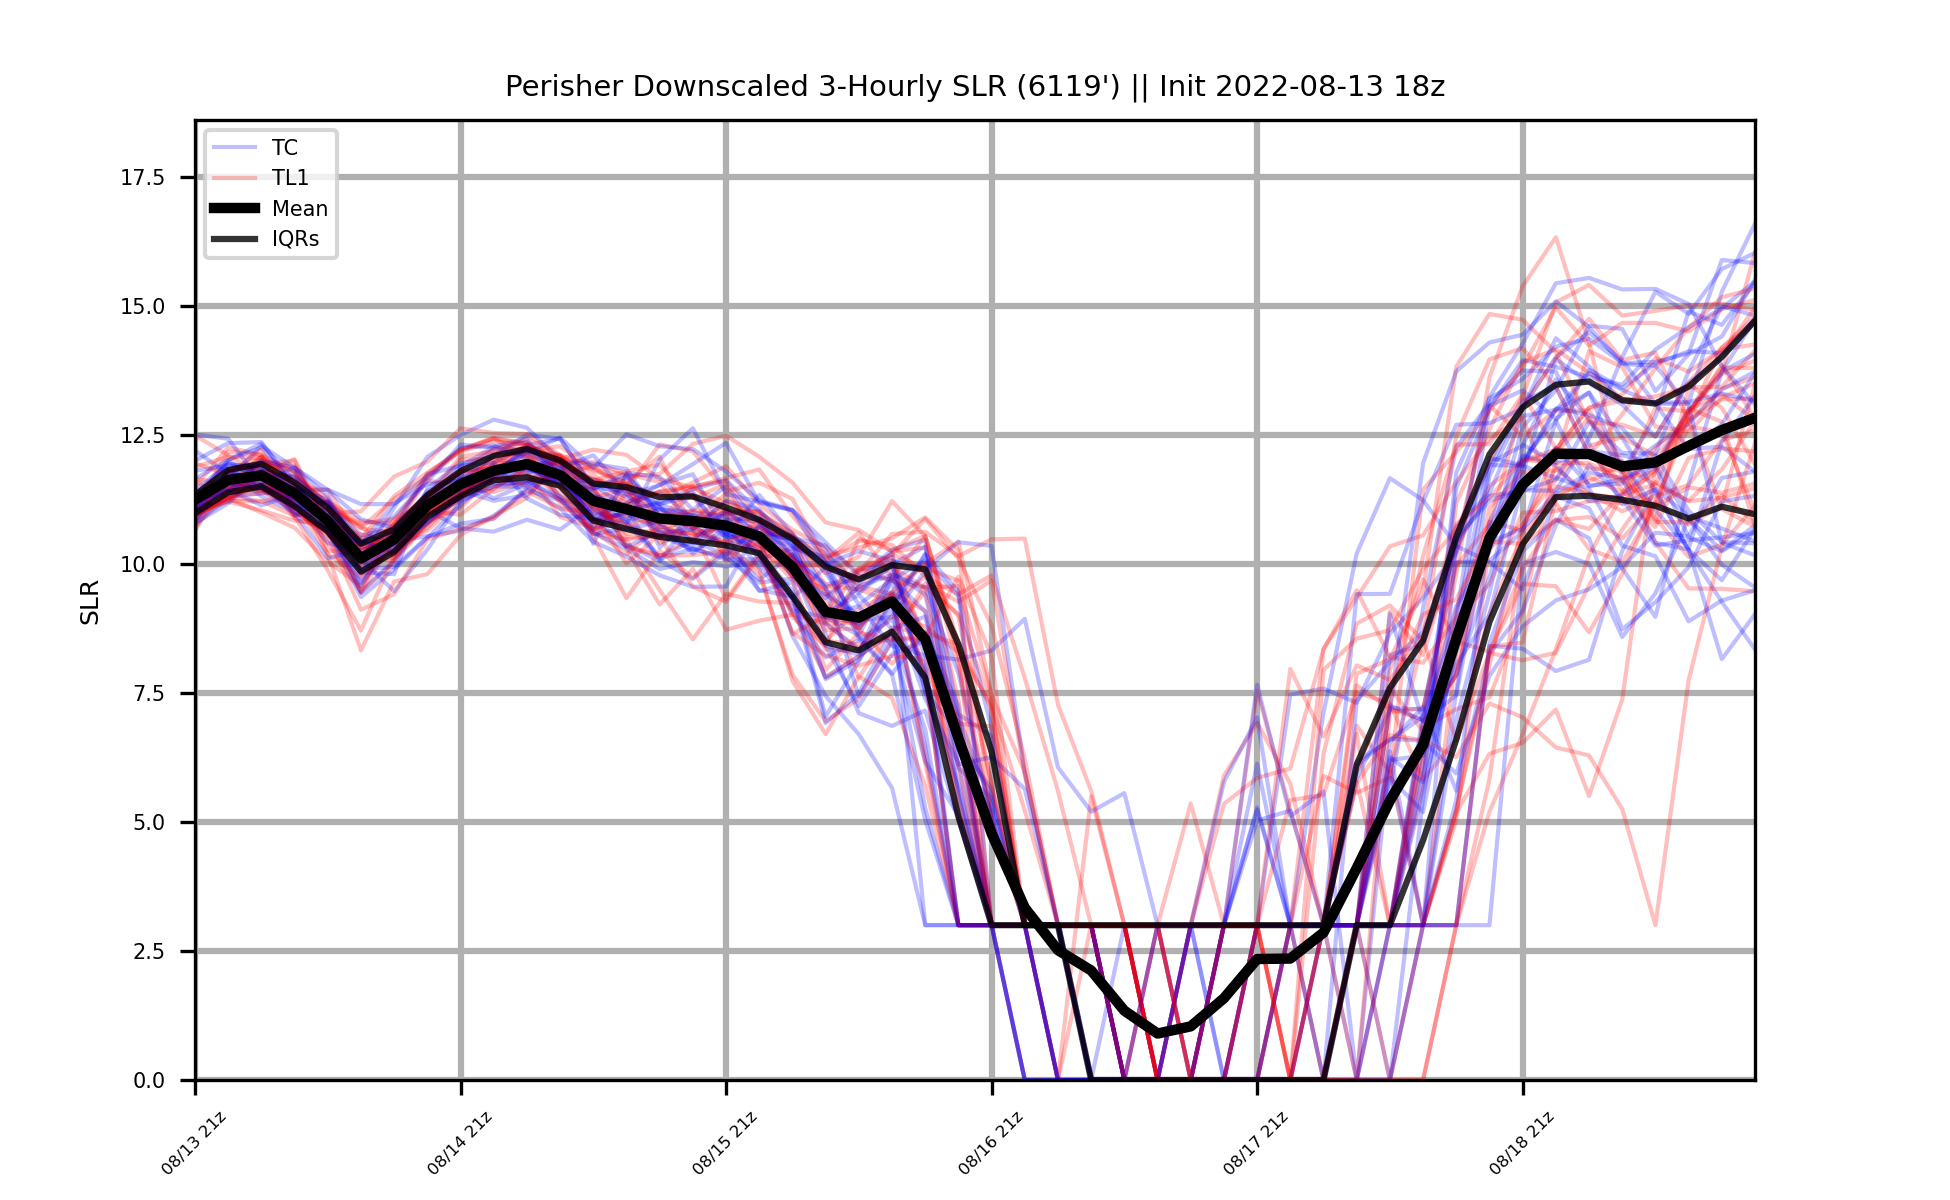 Perisher Downscaled 3-Hourly SLR (6119') || Init 2022-08-13 18z
TC
TL1
Mean
IQRs
17.5
15.0
12.5
10.0
7.5
5.0
2.5
0.0
SLR
08/13 21z
08/14 21z
08/15 21z
08/16 21z
08/17 21z
08/18 21z